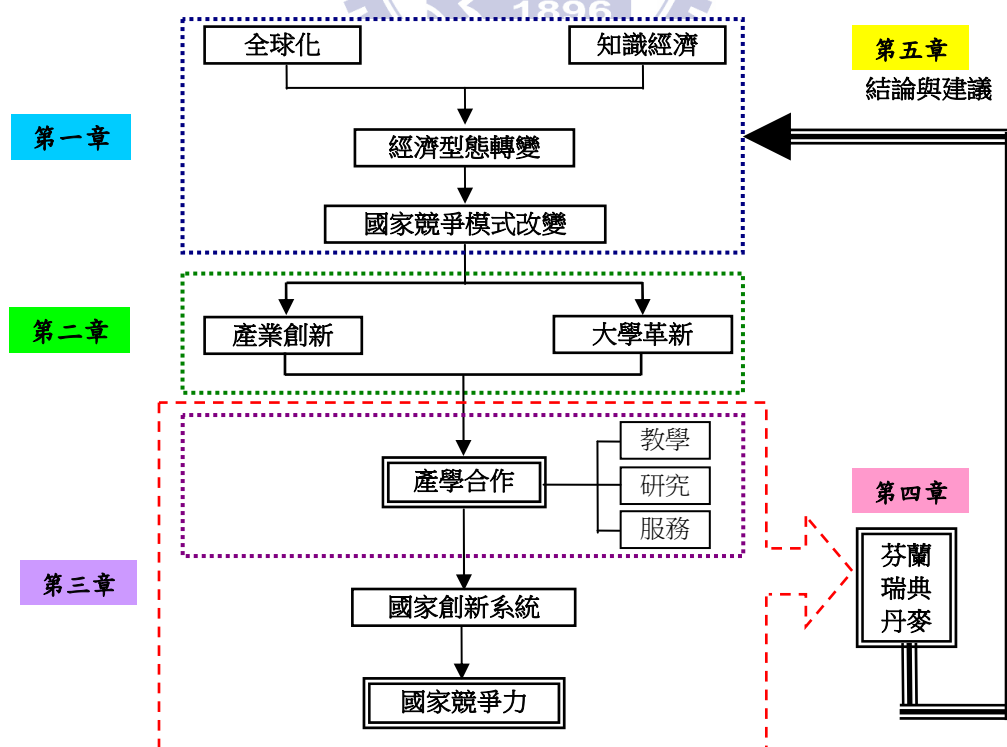 1896
全球化
知識經濟
第五章
結論與建議
第一章
經濟型態轉變
國家競爭模式改變
第二章
產業創新
大學革新
教學
產學合作
研究
服務
第四章
芬蘭
瑞典
丹麥
第三章
國家創新系統
國家競爭力